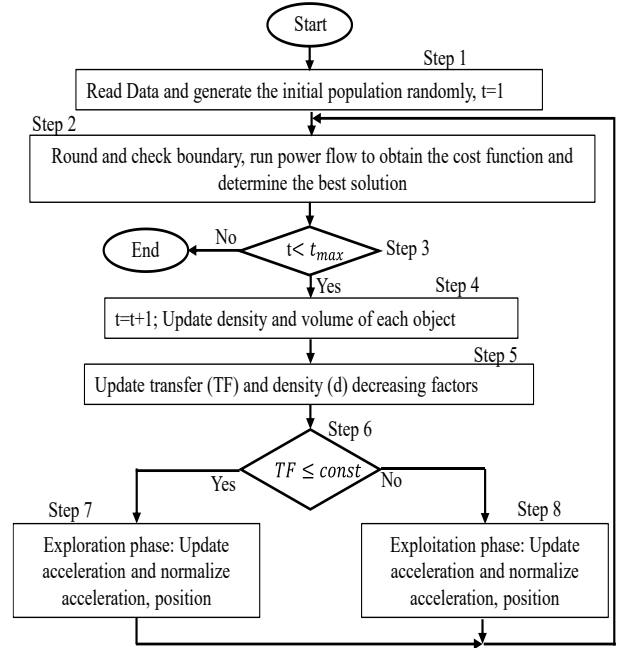 Start
Step 1
Read Data and generate the initial population randomly, t=1
Step 2
Round and check boundary, run power flow to obtain the cost function and
determine the best solution
End
No
t< t_max
Step 3
Yes
Step 4
t=t+1; Update density and volume of each object
Step 5
Update transfer (TF) and density (d) decreasing factors
Step 6
TF ≤ const
Yes
No
Step 7
Exploration phase: Update
acceleration and normalize
acceleration, position
Step 8
Exploitation phase: Update
acceleration and normalize
acceleration, position